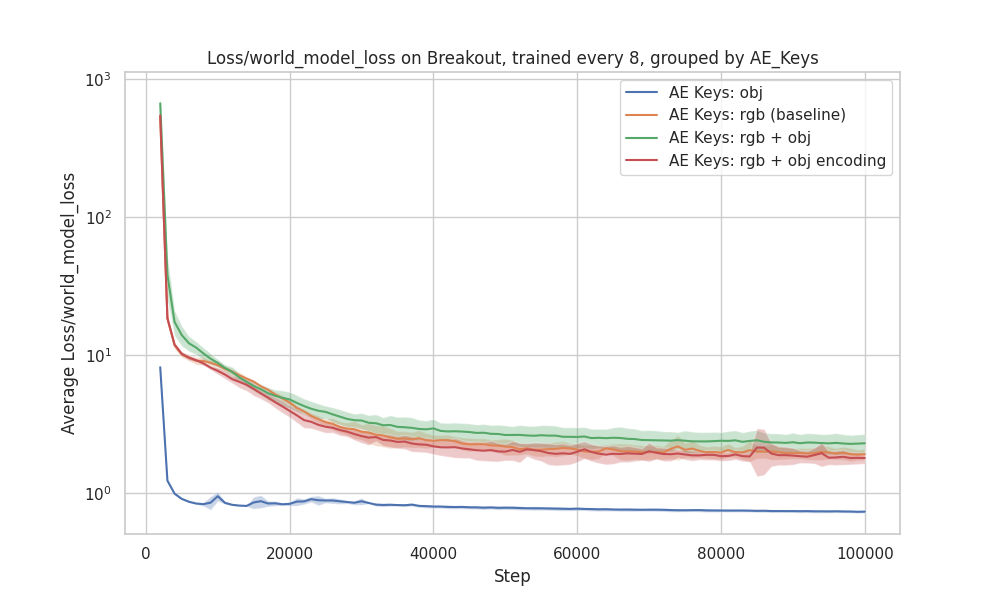 Loss/world_model_loss on Breakout, trained every 8, grouped by AE_Keys
AE Keys: obj
AE Keys: rgb (baseline)
AE Keys: rgb + obj
AE Keys: rgb + obj encoding
Average Loss/world_model_loss
10³
10²
10¹
10⁰
0
20000
40000
60000
80000
100000
Step